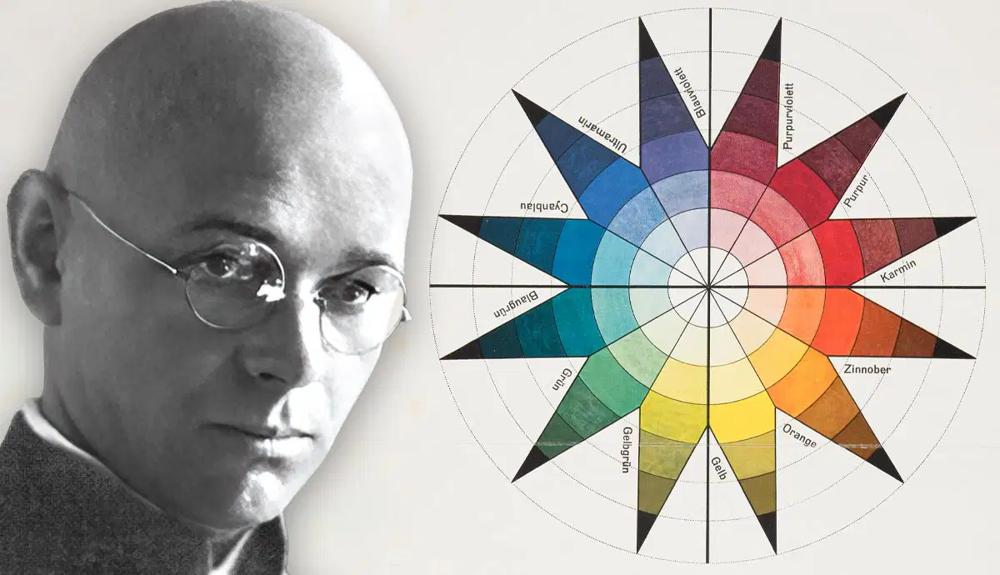 Blauviolett
Purpurviolett
Purpur
Karmin
Zinnober
Orange
Gelb
Gelbgrün
Grün
Blaugrün
Cyanblau
Ultramarin